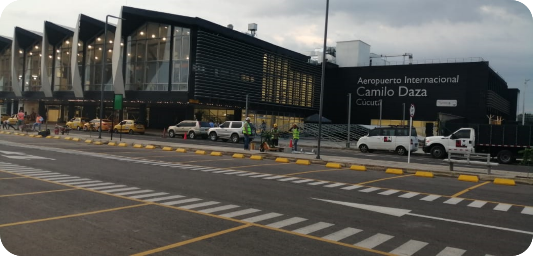 Aeropuerto Internacional
Camilo Daza
Cúcuta